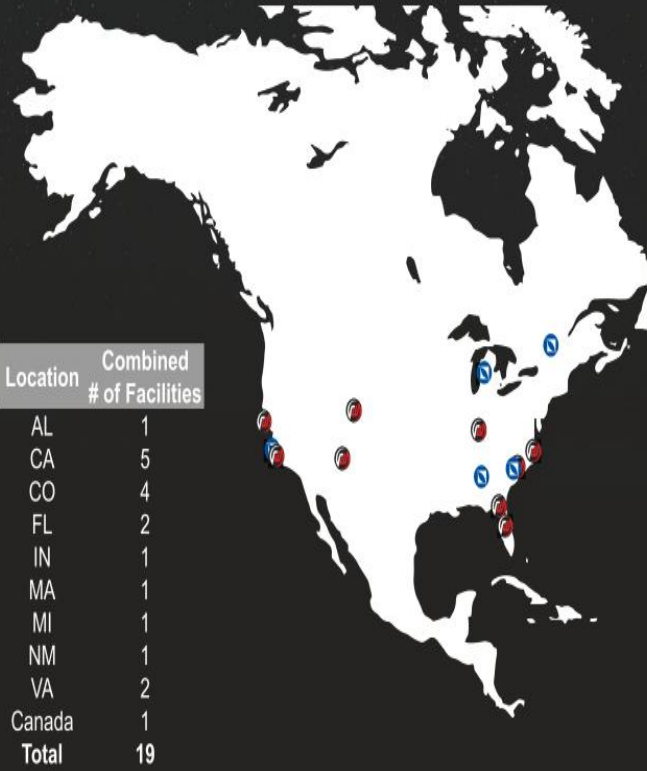 Location Combined # of Facilities
AL 1
CA 5
CO 4
FL 2
IN 1
MA 1
MI 1
NM 1
VA 2
Canada 1
Total 19